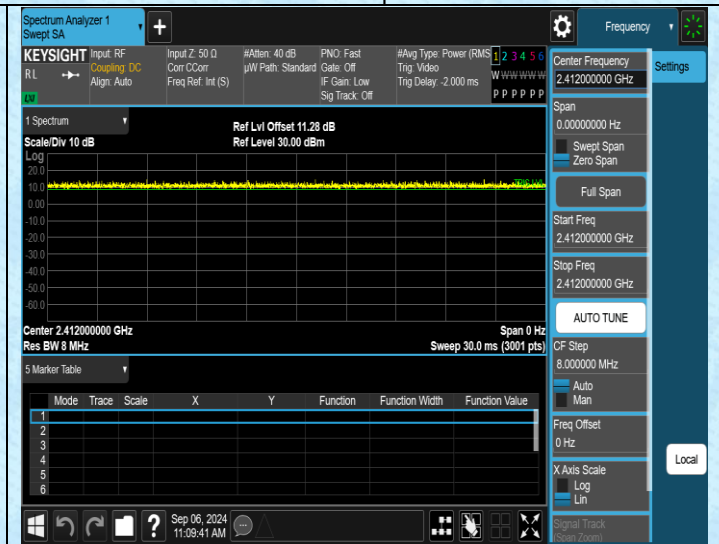 Spectrum Analyzer 1
Swept SA
Frequency
KEYSIGHT Input: RF
Coupling: DC
Align: Auto
RL
Input Z: 50 Ω
Corr CCorr
Freq Ref: Int (S)
#Atten: 40 dB
µW Path: Standard
PNO: Fast
Gate: Off
IF Gain: Low
Sig Track: Off
#Avg Type: Power (RMS
Trig: Video
Trig Delay: -2.000 ms
1 2 3 4 5 6
W W W W W W
P P P P P P
Center Frequency
2.412000000 GHz
Settings
Span
0.00000000 Hz
Swept Span
Zero Span
Full Span
Start Freq
2.412000000 GHz
Stop Freq
2.412000000 GHz
AUTO TUNE
CF Step
8.000000 MHz
Auto
Man
Freq Offset
0 Hz
X Axis Scale
Log
Lin
Signal Track
(Span Zoom)
Local
1 Spectrum
Scale/Div 10 dB
Ref Lvl Offset 11.28 dB
Ref Level 30.00 dBm
Log
20.0
10.0
0.00
-10.0
-20.0
-30.0
-40.0
-50.0
-60.0
Center 2.412000000 GHz
Span 0 Hz
Res BW 8 MHz
Sweep 30.0 ms (3001 pts)
5 Marker Table
Mode Trace Scale X Y Function Function Width Function Value
1
2
3
4
5
6
Sep 06, 2024
11:09:41 AM